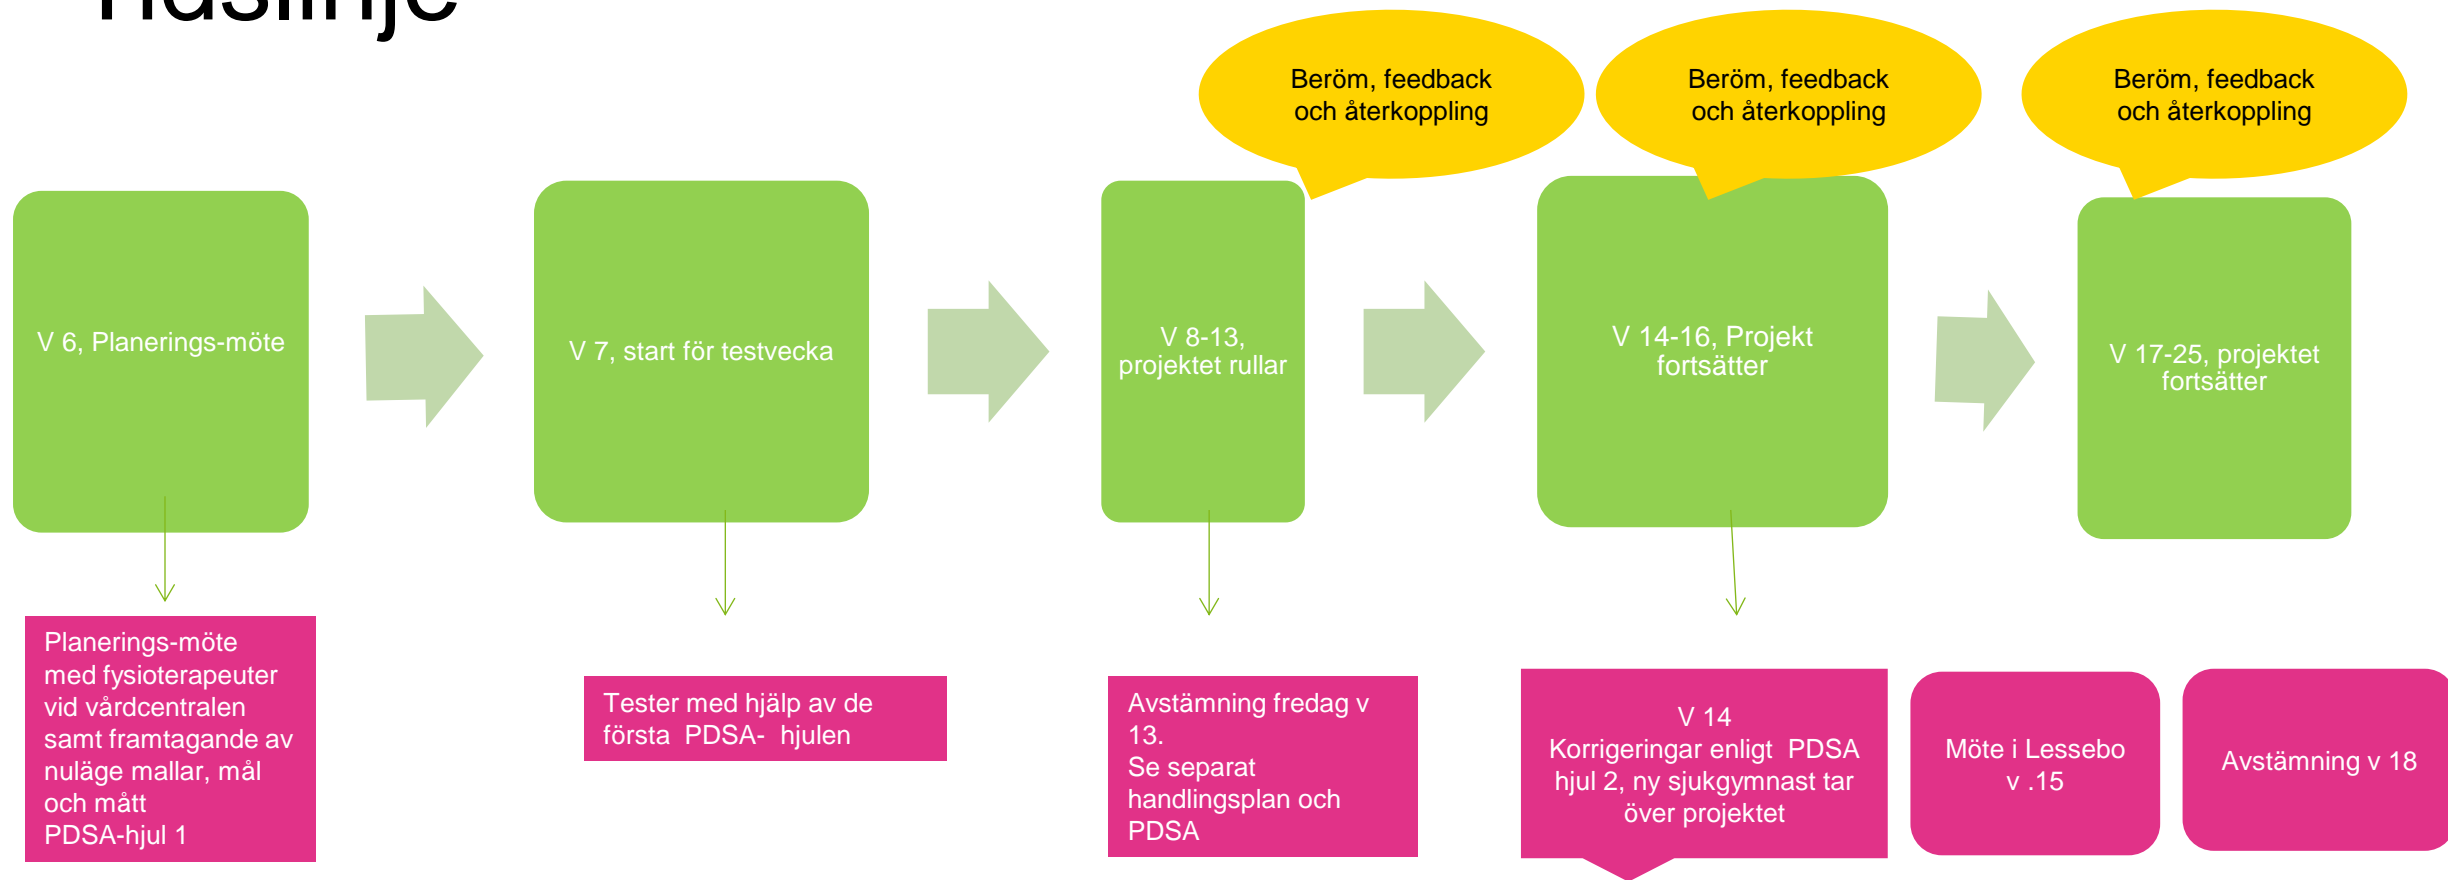 Tidslinje
Beröm, feedback
och återkoppling
Beröm, feedback
och återkoppling
Beröm, feedback
och återkoppling
V 6, Planerings-möte
V 7, start för testvecka
V 8-13,
projektet rullar
V 14-16, Projekt
fortsätter
V 17-25, projektet
fortsätter
Planerings-möte
med fysioterapeuter
vid vårdcentralen
samt framtagande av
nuläge mallar, mål
och mått
PDSA-hjul 1
Tester med hjälp av de
första PDSA- hjulen
Avstämning fredag v
13.
Se separat
handlingsplan och
PDSA
V 14
Korrigeringar enligt PDSA
hjul 2, ny sjukgymnast tar
över projektet
Möte i Lessebo
v .15
Avstämning v 18